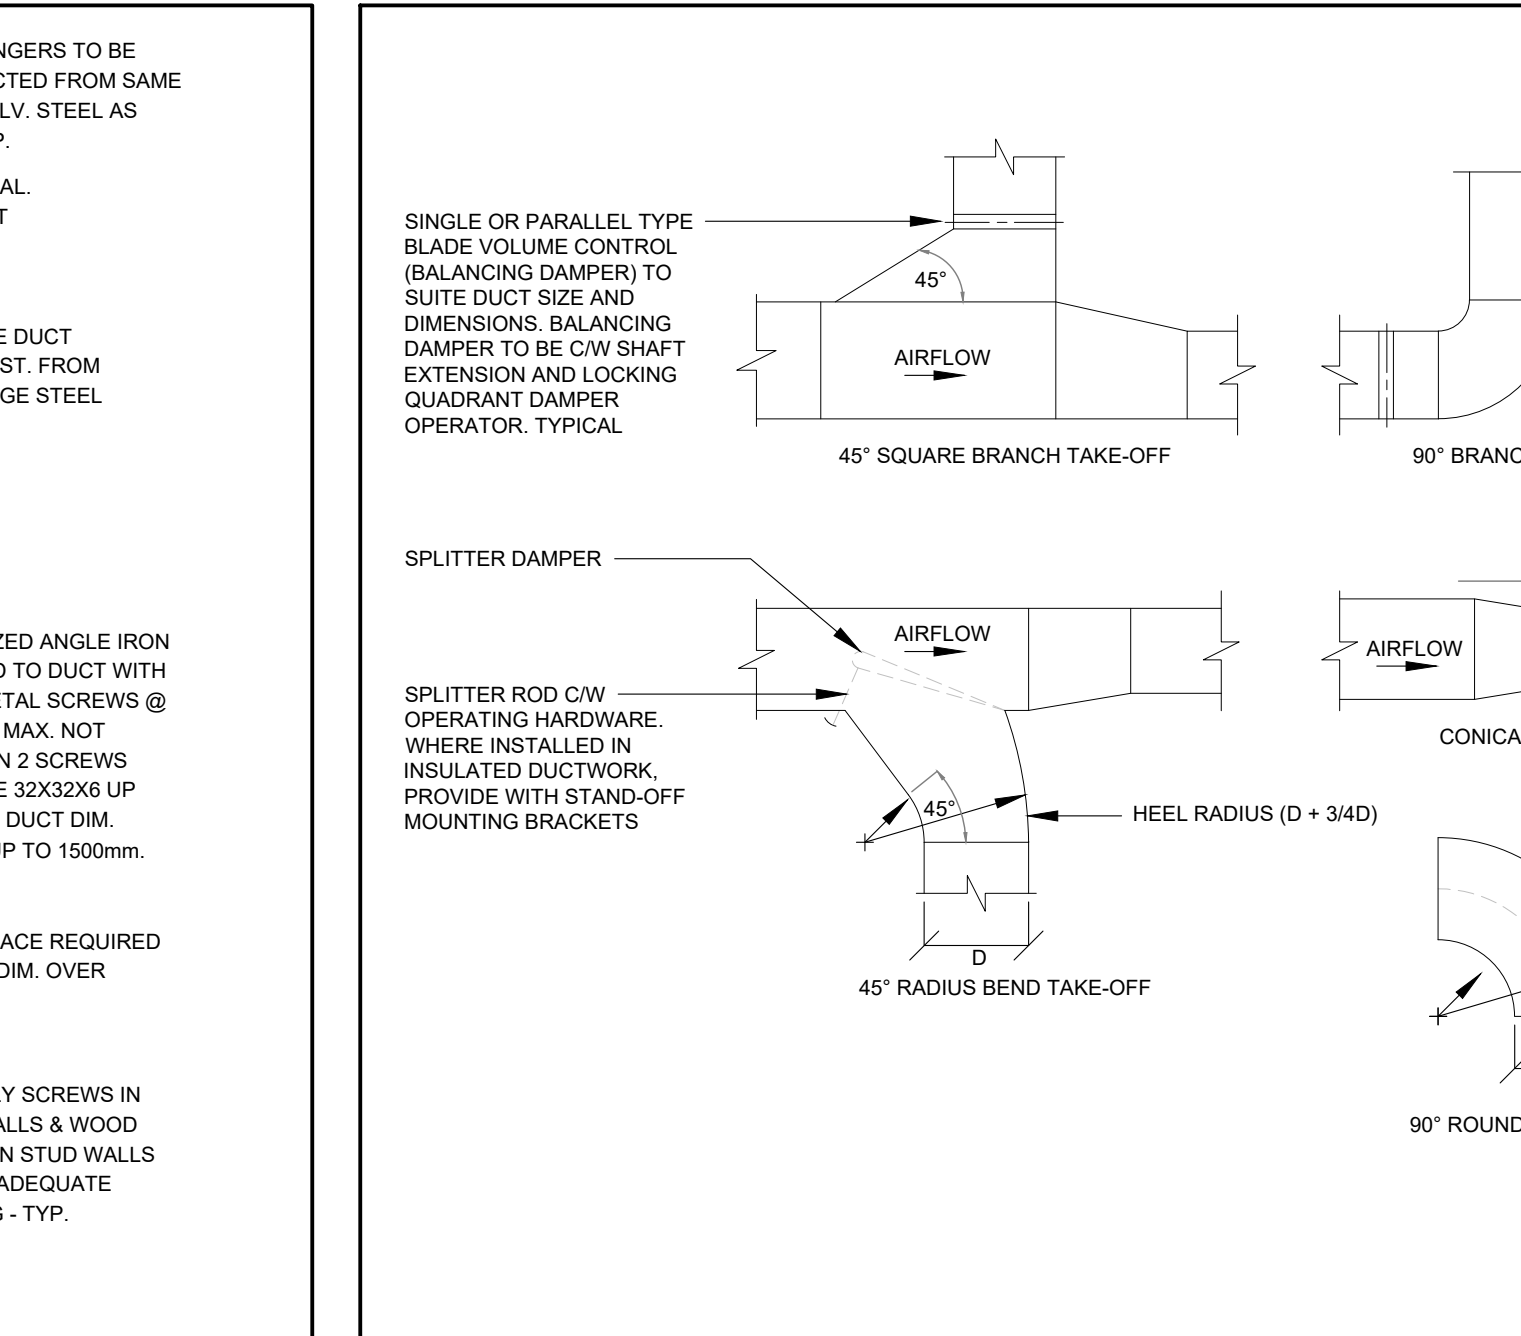 NGERS TO BE
CTED FROM SAME
LV. STEEL AS
P.
AL.
T
E DUCT
ST. FROM
GE STEEL
ZED ANGLE IRON
D TO DUCT WITH
ETAL SCREWS @
MAX. NOT
N 2 SCREWS
E 32X32X6 UP
DUCT DIM.
UP TO 1500mm.
ACE REQUIRED
DIM. OVER
LY SCREWS IN
ALLS & WOOD
N STUD WALLS
ADEQUATE
G - TYP.
SINGLE OR PARALLEL TYPE
BLADE VOLUME CONTROL
(BALANCING DAMPER) TO
SUITE DUCT SIZE AND
DIMENSIONS. BALANCING
DAMPER TO BE C/W SHAFT
EXTENSION AND LOCKING
QUADRANT DAMPER
OPERATOR. TYPICAL
45°
AIRFLOW
45° SQUARE BRANCH TAKE-OFF
90° BRANC
SPLITTER DAMPER
AIRFLOW
SPLITTER ROD C/W
OPERATING HARDWARE.
WHERE INSTALLED IN
INSULATED DUCTWORK,
PROVIDE WITH STAND-OFF
MOUNTING BRACKETS
45°
HEEL RADIUS (D + 3/4D)
D
45° RADIUS BEND TAKE-OFF
AIRFLOW
CONICA
90° ROUND